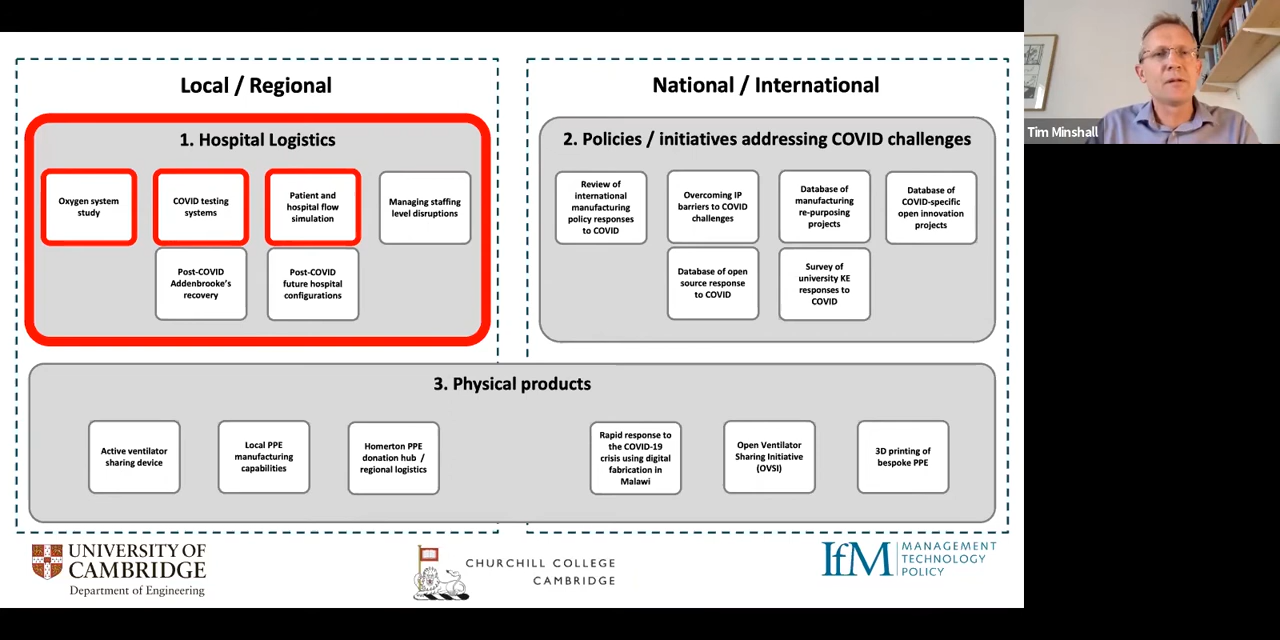 Local / Regional
National / International
1. Hospital Logistics
Oxygen system
study
COVID testing
systems
Patient and
hospital flow
simulation
Managing staffing
level disruptions
Post-COVID
Addenbrooke's
recovery
Post-COVID
future hospital
configurations
2. Policies / initiatives addressing COVID challenges
Review of
international
manufacturing
policy responses
to COVID
Overcoming IP
barriers to COVID
challenges
Database of
manufacturing
re-purposing
projects
Database of
COVID-specific
open innovation
projects
Database of open
source response
to COVID
Survey of
university KE
responses to
COVID
3. Physical products
Active ventilator
sharing device
Local PPE
manufacturing
capabilities
Homerton PPE
donation hub /
regional logistics
Rapid response to
the COVID-19
crisis using digital
fabrication in
Malawi
Open Ventilator
Sharing Initiative
(OVSI)
3D printing of
bespoke PPE
UNIVERSITY OF
CAMBRIDGE
Department of Engineering
CHURCHILL COLLEGE
CAMBRIDGE
IfM
MANAGEMENT
TECHNOLOGY
POLICY
Tim Minshall